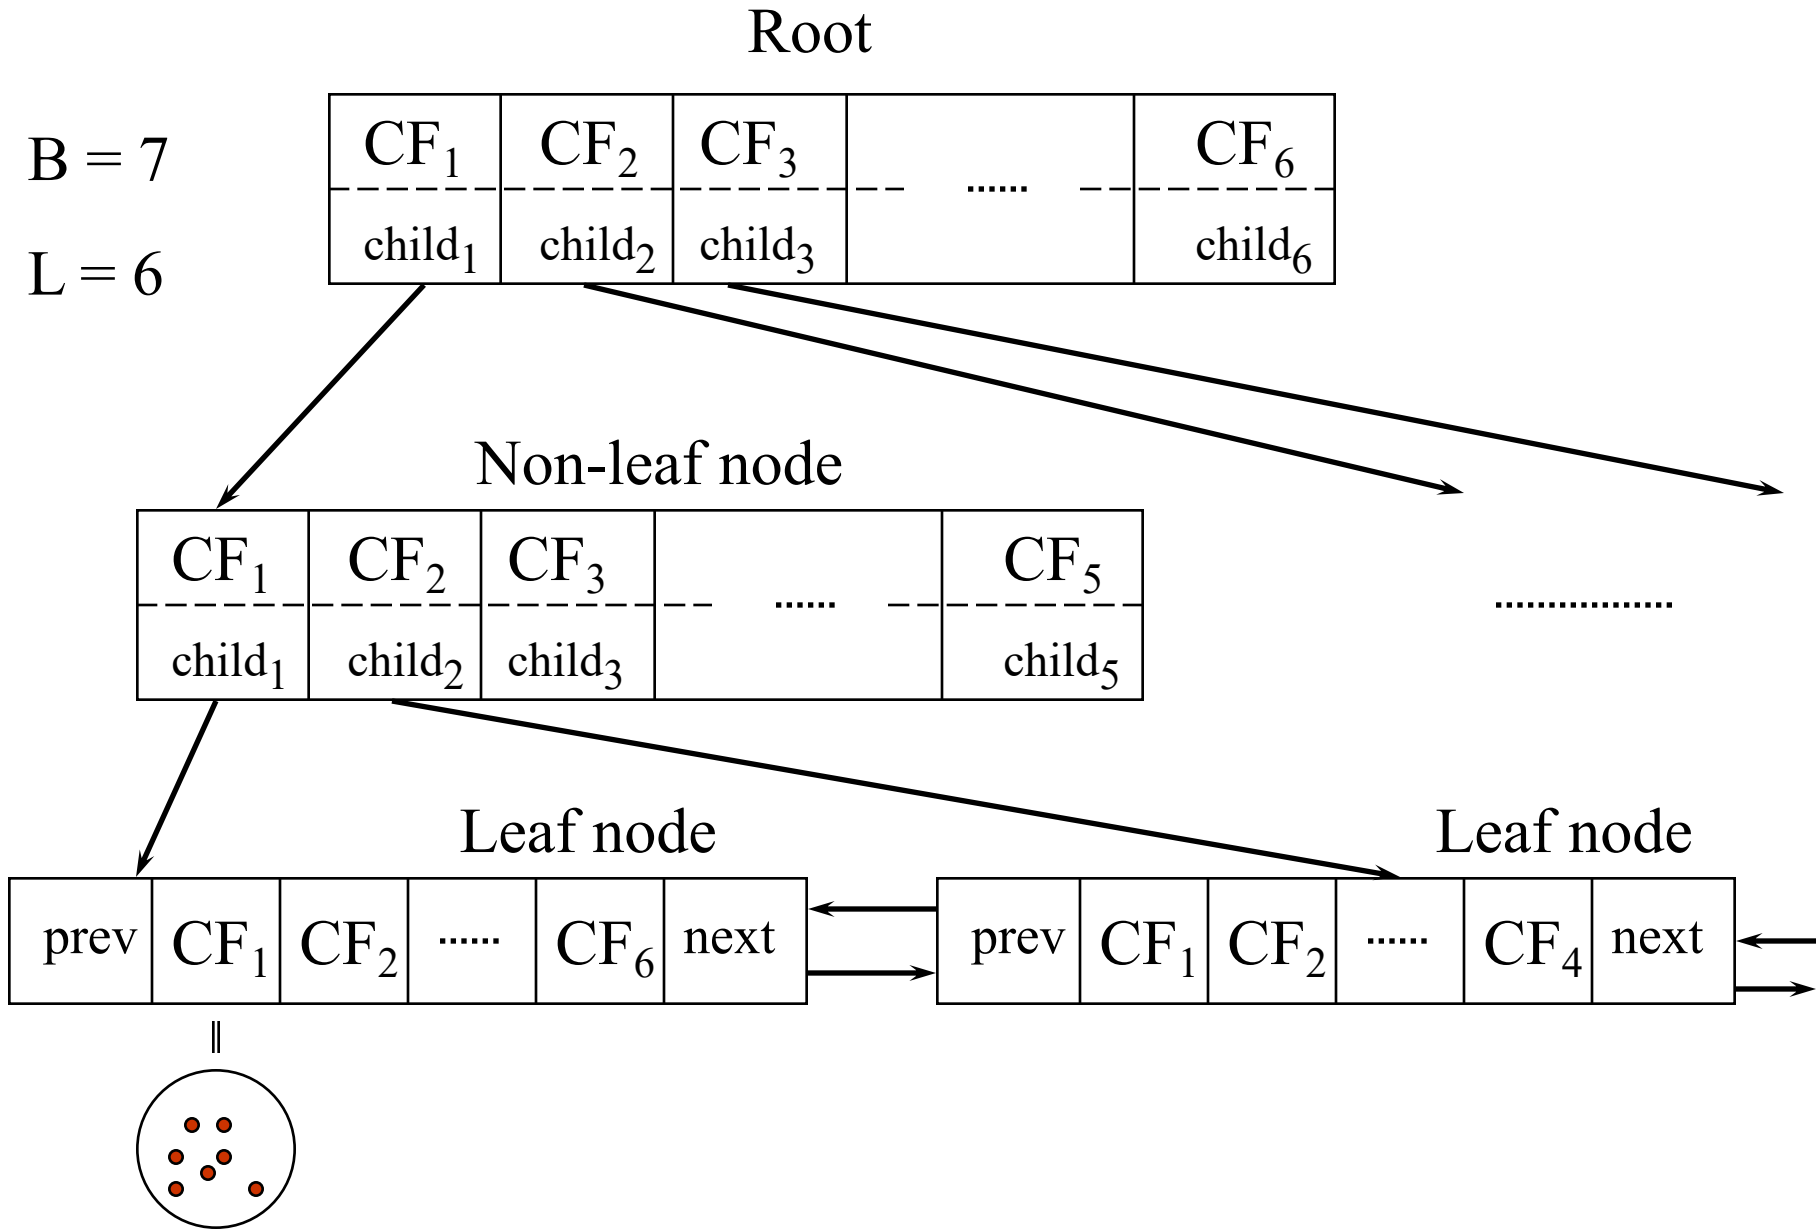 Root
B = 7
L = 6
CF₁ CF₂ CF₃ ...... CF₆
child₁ child₂ child₃ child₆
Non-leaf node
CF₁ CF₂ CF₃ ...... CF₅ ..................
child₁ child₂ child₃ child₅
Leaf node Leaf node
prev CF₁ CF₂ ...... CF₆ next prev CF₁ CF₂ ...... CF₄ next